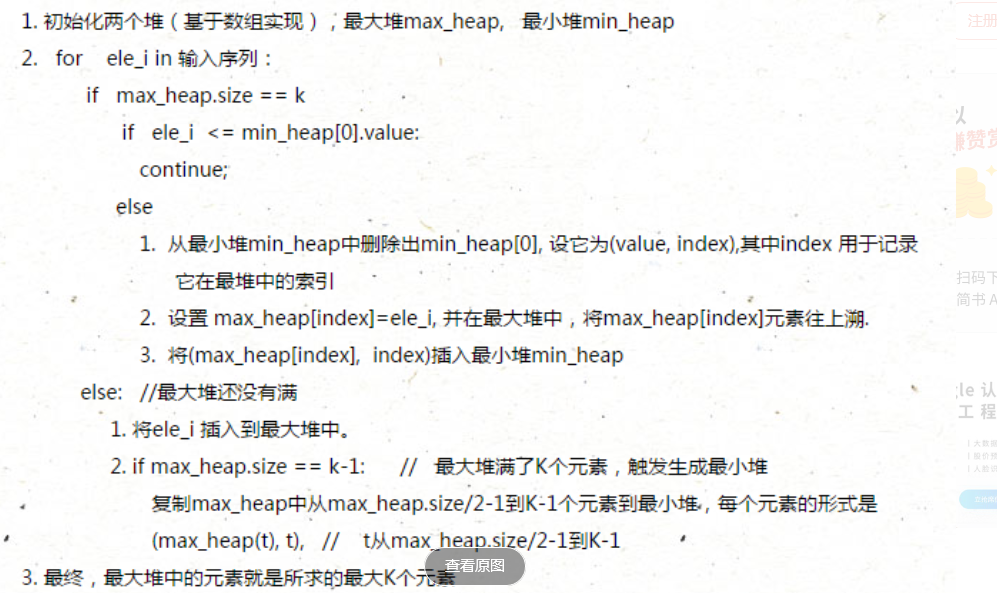 1. 初始化两个堆（基于数组实现），最大堆max_heap, 最小堆min_heap
2. for ele_i in 输入序列：
if max_heap.size == k
if ele_i <= min_heap[0].value:
continue;
else
1. 从最小堆min_heap中删除出min_heap[0], 设它为(value, index),其中index 用于记录
它在最堆中的索引
2. 设置 max_heap[index]=ele_i, 并在最大堆中，将max_heap[index]元素往上溯.
3. 将(max_heap[index], index)插入最小堆min_heap
else: //最大堆还没有满
1. 将ele_i 插入到最大堆中。
2. if max_heap.size == k-1: // 最大堆满了K个元素，触发生成最小堆
复制max_heap中从max_heap.size/2-1到K-1个元素到最小堆，每个元素的形式是
(max_heap(t), t), // t从max_heap.size/2-1到K-1
3. 最终，最大堆中的元素就是所求的最大K个元素
查看原图
注册
以
赚赞赏
扫码下
简书 A
gle 认
工 程